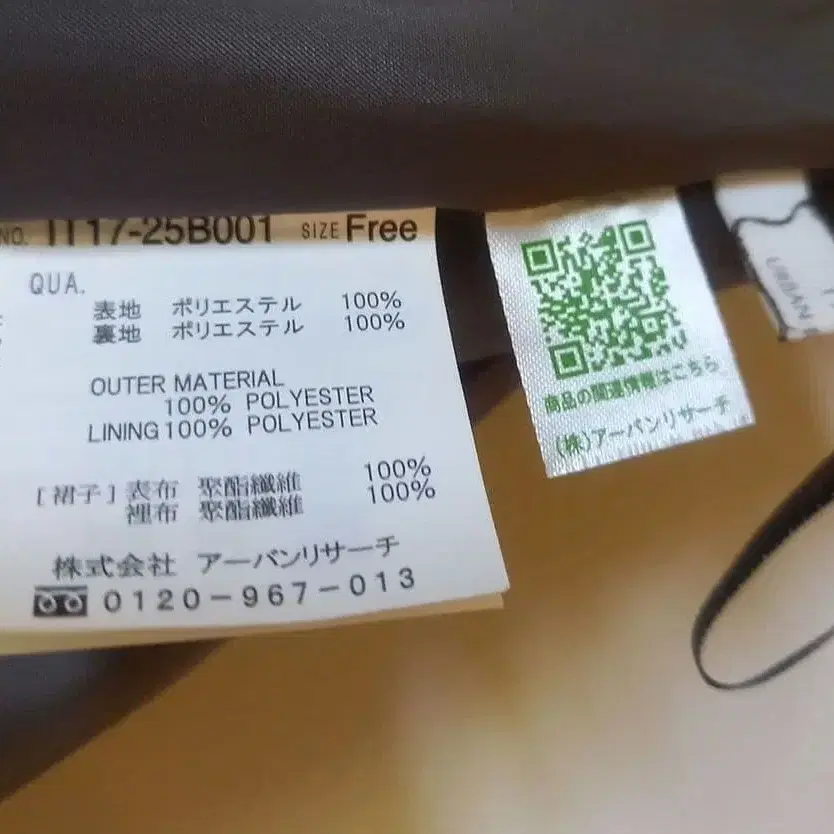 NO. IT17-25B001 SIZE Free
QUA.
表地 ポリエステル 100%
裏地 ポリエステル 100%
OUTER MATERIAL
100% POLYESTER
LINING 100% POLYESTER
[裙子] 表布 聚酯纖維 100%
裡布 聚酯纖維 100%
株式会社 アーバンリサーチ
0120-967-013
商品の関連情報はこちら
(株)アーバンリサーチ
URBAN